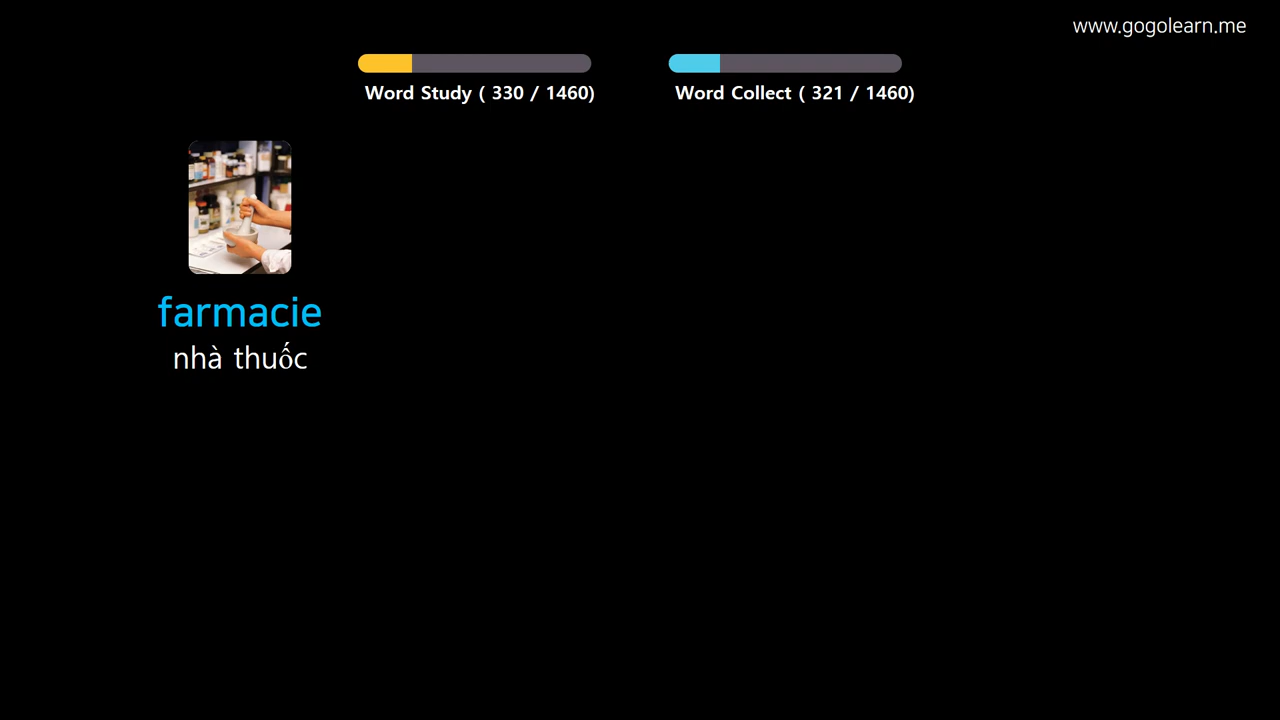 www.gogolearn.me
Word Study ( 330 / 1460)
Word Collect ( 321 / 1460)
farmacie
nhà thuốc